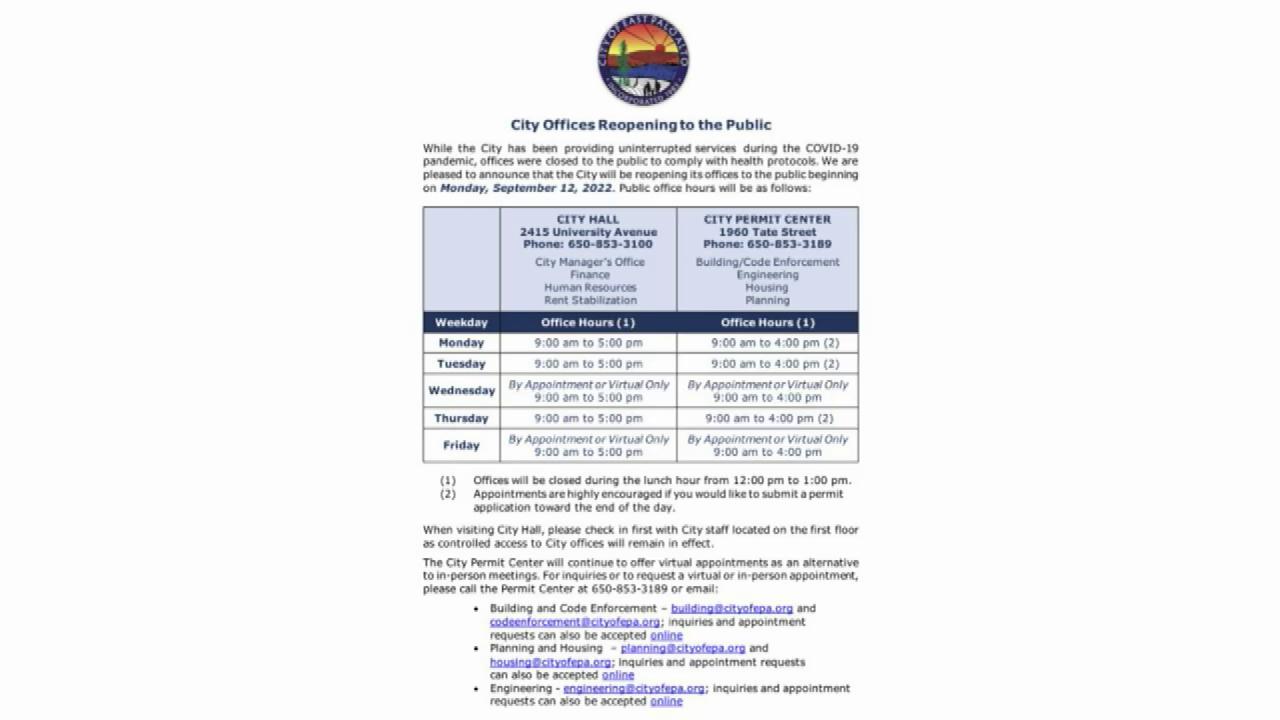 CITY OF EAST PALO ALTO
INCORPORATED 1983
City Offices Reopening to the Public
While the City has been providing uninterrupted services during the COVID-19
pandemic, offices were closed to the public to comply with health protocols. We are
pleased to announce that the City will be reopening its offices to the public beginning
on Monday, September 12, 2022. Public office hours will be as follows:
CITY HALL
2415 University Avenue
Phone: 650-853-3100
City Manager's Office
Finance
Human Resources
Rent Stabilization
CITY PERMIT CENTER
1960 Tate Street
Phone: 650-853-3189
Building/Code Enforcement
Engineering
Housing
Planning
Weekday Office Hours (1) Office Hours (1)
Monday 9:00 am to 5:00 pm 9:00 am to 4:00 pm (2)
Tuesday 9:00 am to 5:00 pm 9:00 am to 4:00 pm (2)
Wednesday By Appointment or Virtual Only 9:00 am to 5:00 pm By Appointment or Virtual Only 9:00 am to 4:00 pm
Thursday 9:00 am to 5:00 pm 9:00 am to 4:00 pm (2)
Friday By Appointment or Virtual Only 9:00 am to 5:00 pm By Appointment or Virtual Only 9:00 am to 4:00 pm
(1) Offices will be closed during the lunch hour from 12:00 pm to 1:00 pm.
(2) Appointments are highly encouraged if you would like to submit a permit
application toward the end of the day.
When visiting City Hall, please check in first with City staff located on the first floor
as controlled access to City offices will remain in effect.
The City Permit Center will continue to offer virtual appointments as an alternative
to in-person meetings. For inquiries or to request a virtual or in-person appointment,
please call the Permit Center at 650-853-3189 or email:
• Building and Code Enforcement – building@cityofepa.org and
codeenforcement@cityofepa.org; inquiries and appointment
requests can also be accepted online
• Planning and Housing – planning@cityofepa.org and
housing@cityofepa.org; inquiries and appointment requests
can also be accepted online
• Engineering - engineering@cityofepa.org; inquiries and appointment
requests can also be accepted online